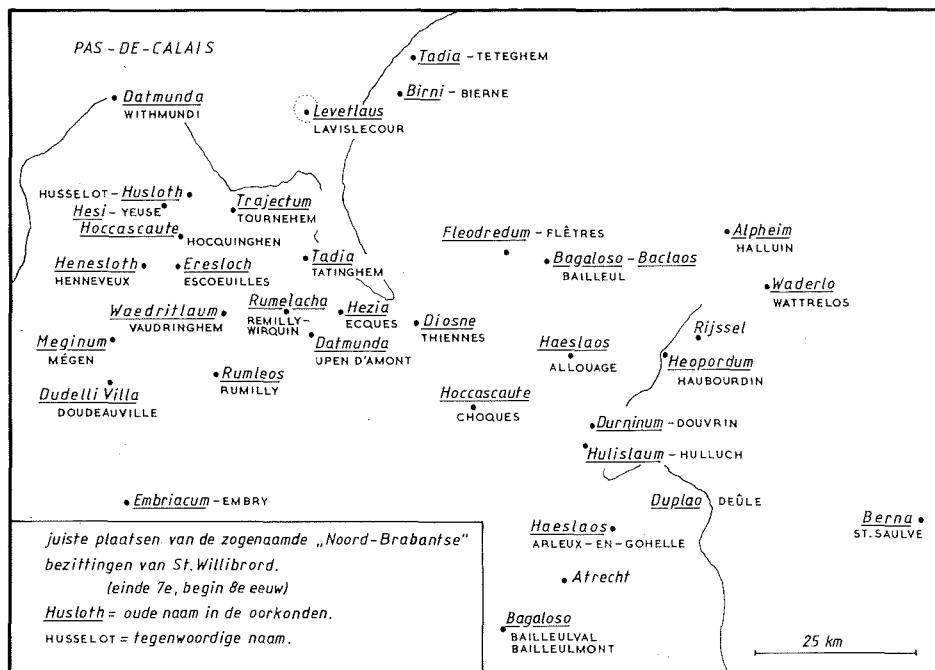 PAS-DE-CALAIS
Tadia - TETEGHEM
Birni - BIERNE
Datmunda
WITHMUNDI
Levetlaus
LAVISLECOUR
HUSSELOT - Husloth
Hesi - YEUSE
Trajectum
TOURNEHEM
Hoccascaute
HOCQUINGHEN
Fleodredum - FLÊTRES
Alpheim
HALLUIN
Henesloth
HENNEVEUX
Eresloch
ESCOEUILLES
Tadia
TATINGHEM
Bagaloso - Baclaos
BAILLEUL
Waderlo
WATTRELOS
Waedritlaum
VAUDRINGHEM
Rumelacha
REMILLY-
WIRQUIN
Hezia
ECQUES
Diosne
THIENNES
Rijssel
Meginum
MÉGEN
Datmunda
UPEN D'AMONT
Haeslaos
ALLOUAGE
Heopordum
HAUBOURDIN
Dudelli Villa
DOUDEAUVILLE
Rumleos
RUMILLY
Hoccascaute
CHOQUES
Durninum - DOUVRIN
Hulislaum - HULLUCH
Embriacum - EMBRY
Duplao DEÛLE
Berna
ST. SAULVE
Haeslaos
ARLEUX-EN-GOHELLE
Atrecht
Bagaloso
BAILLEULVAL
BAILLEULMONT
juiste plaatsen van de zogenaamde „Noord-Brabantse"
bezittingen van St. Willibrord.
(einde 7e, begin 8e eeuw)
Husloth = oude naam in de oorkonden.
HUSSELOT = tegenwoordige naam.
25 km